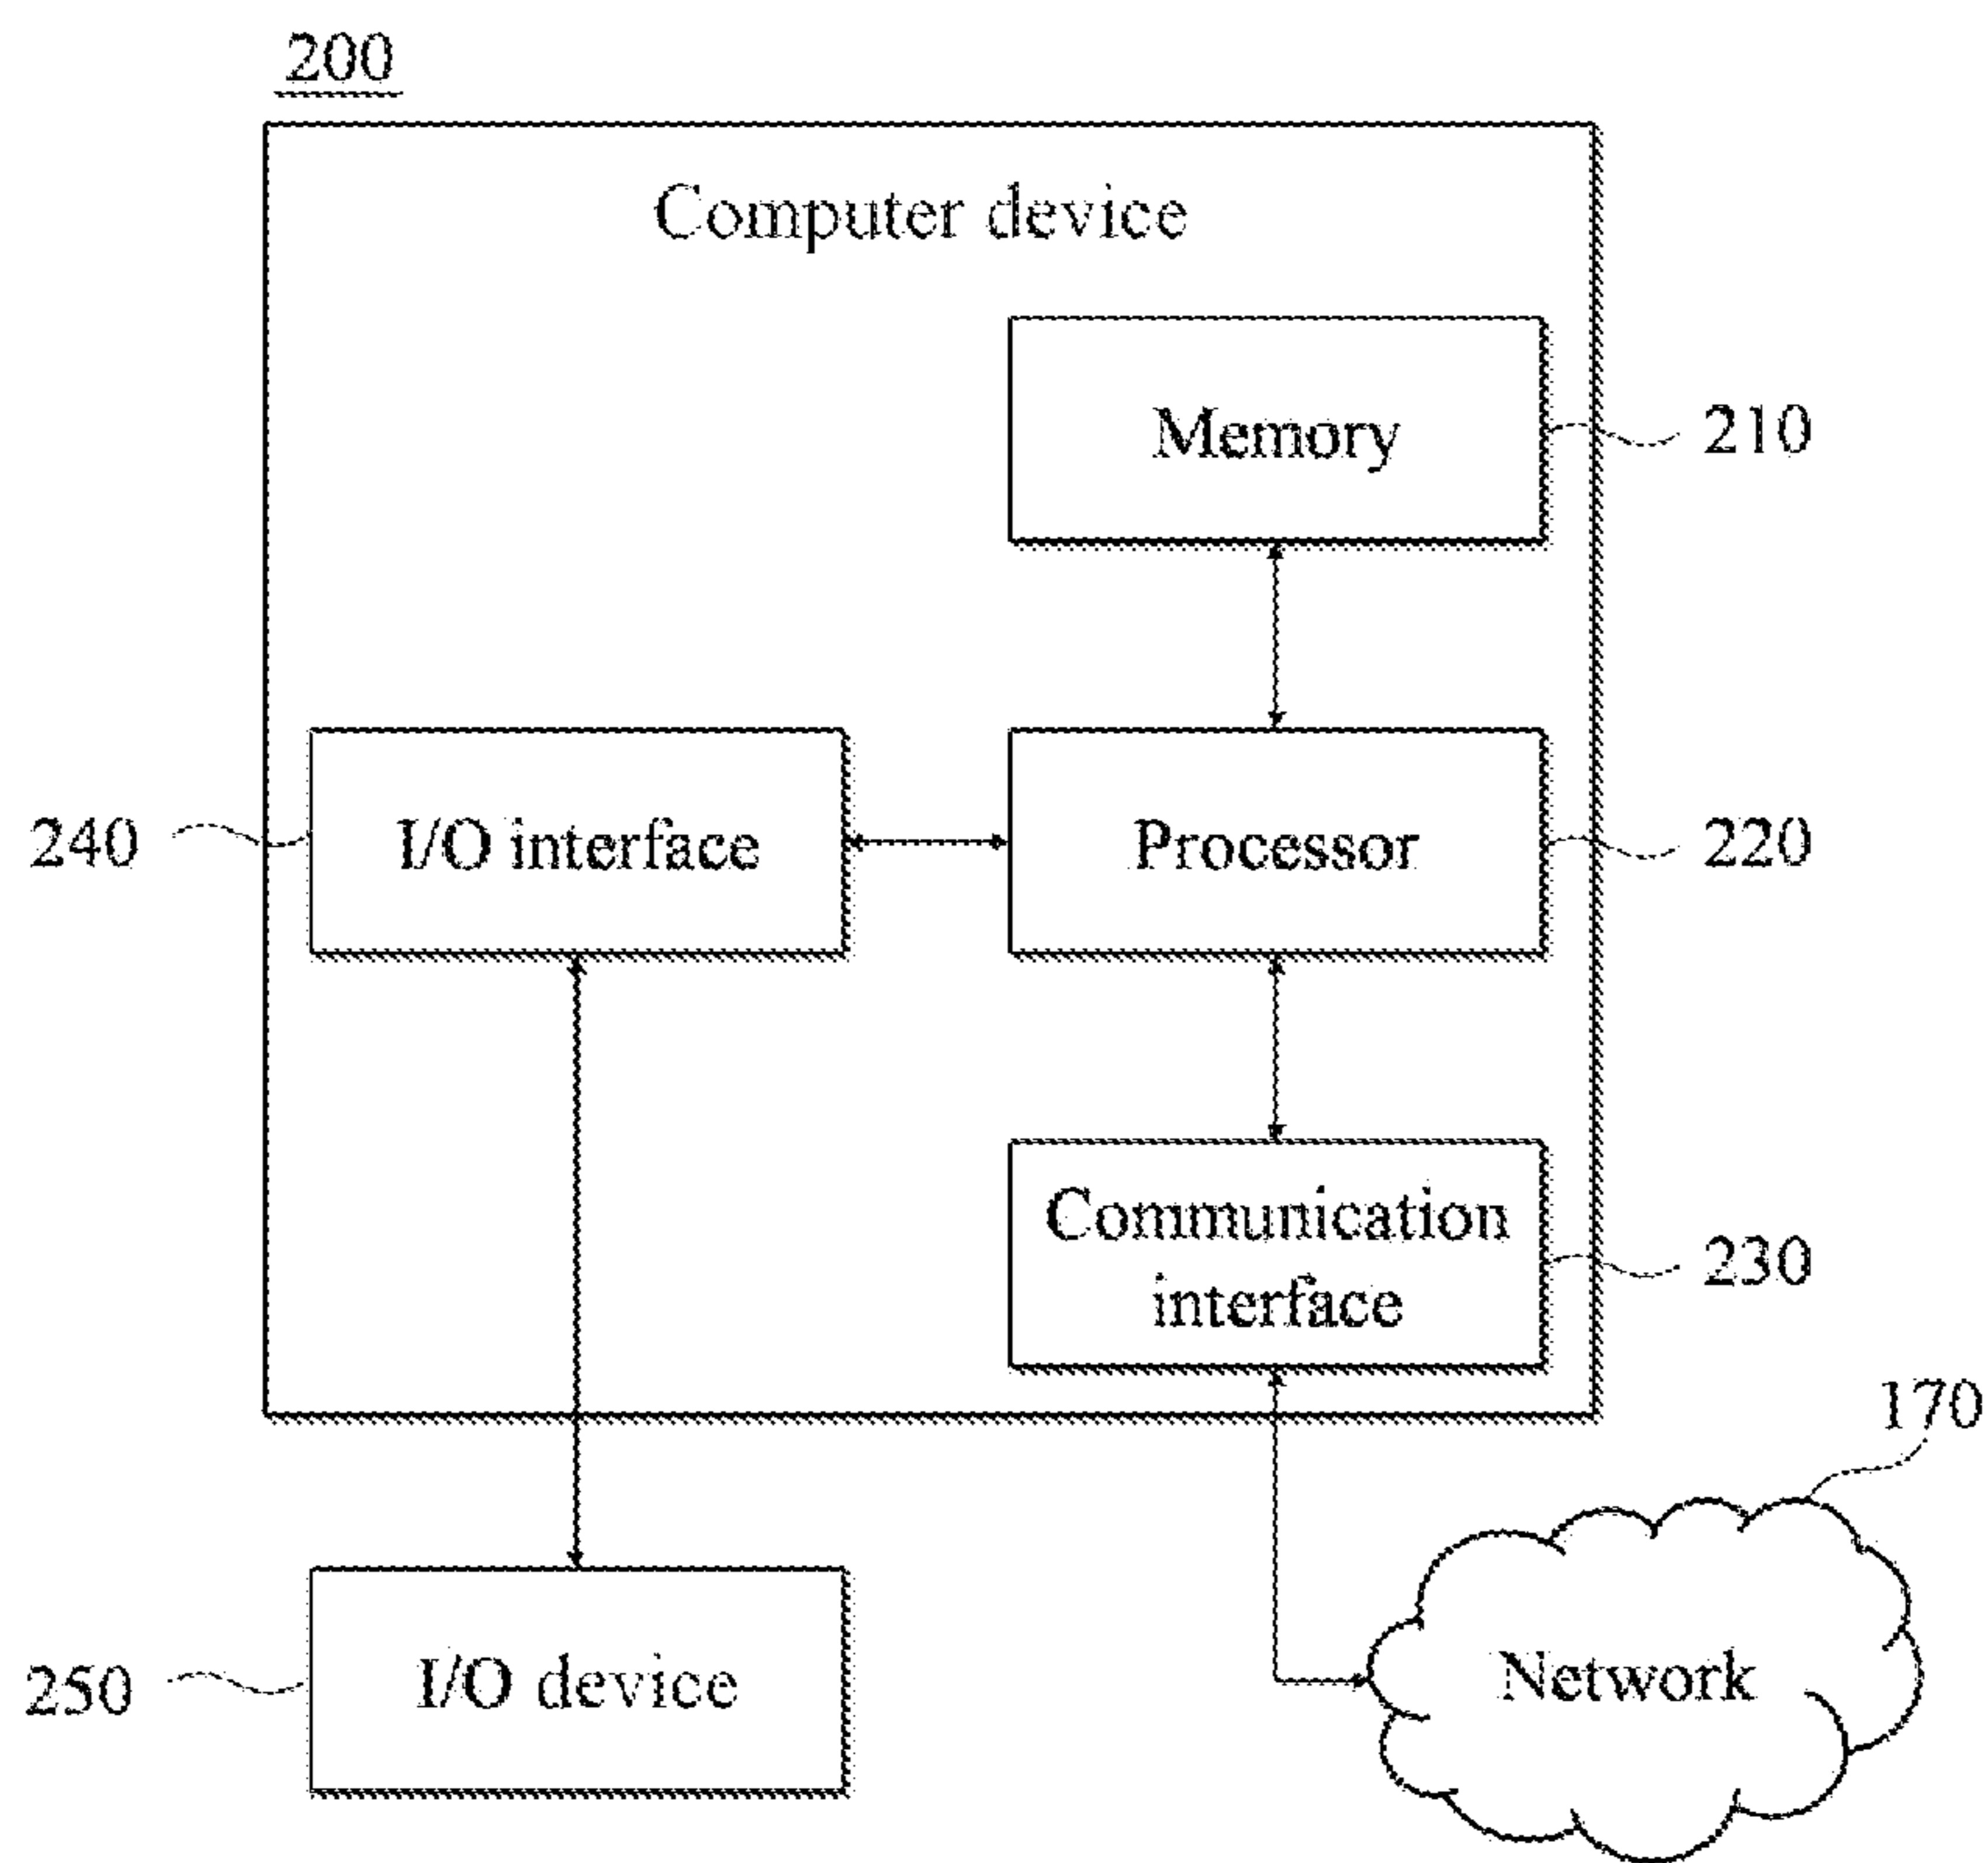 200
Computer device
Memory
210
240
I/O interface
Processor
220
Communication
interface
230
170
250
I/O device
Network